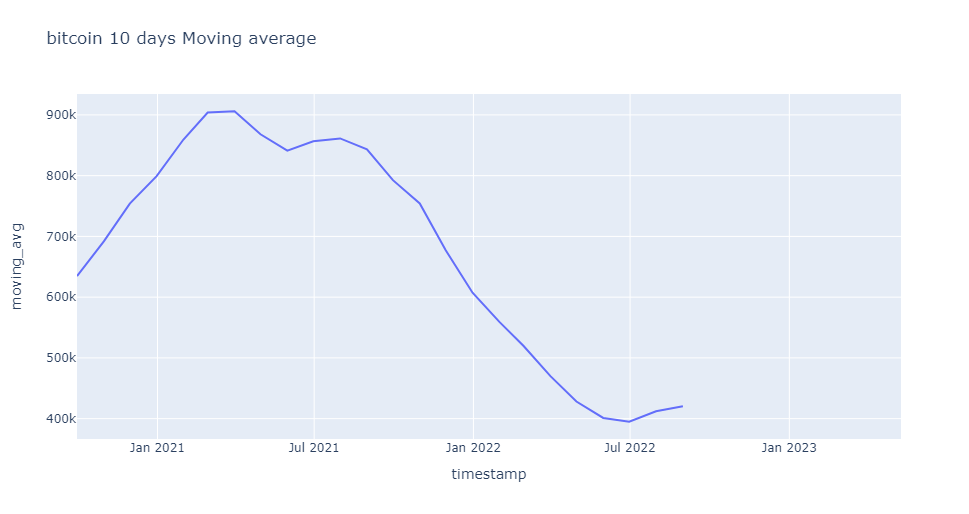 bitcoin 10 days Moving average
900k
800k
700k
600k
500k
400k
moving_avg
Jan 2021 Jul 2021 Jan 2022 Jul 2022 Jan 2023
timestamp